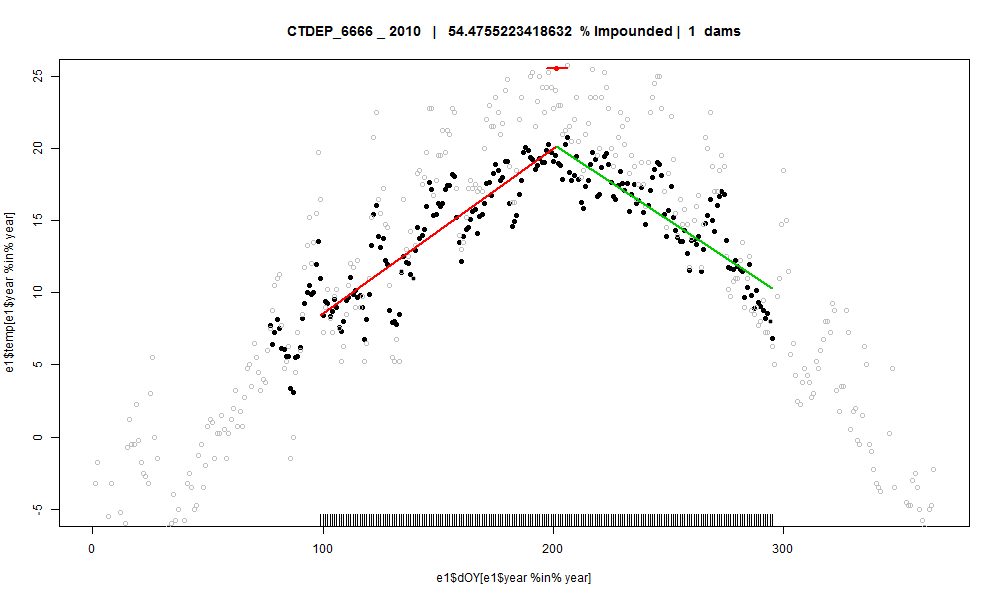 CTDEP_6666 _ 2010 | 54.4755223418632 % Impounded | 1 dams
e1$temp[e1$year %in% year]
25
20
15
10
5
0
-5
0 100 200 300
e1$dOY[e1$year %in% year]